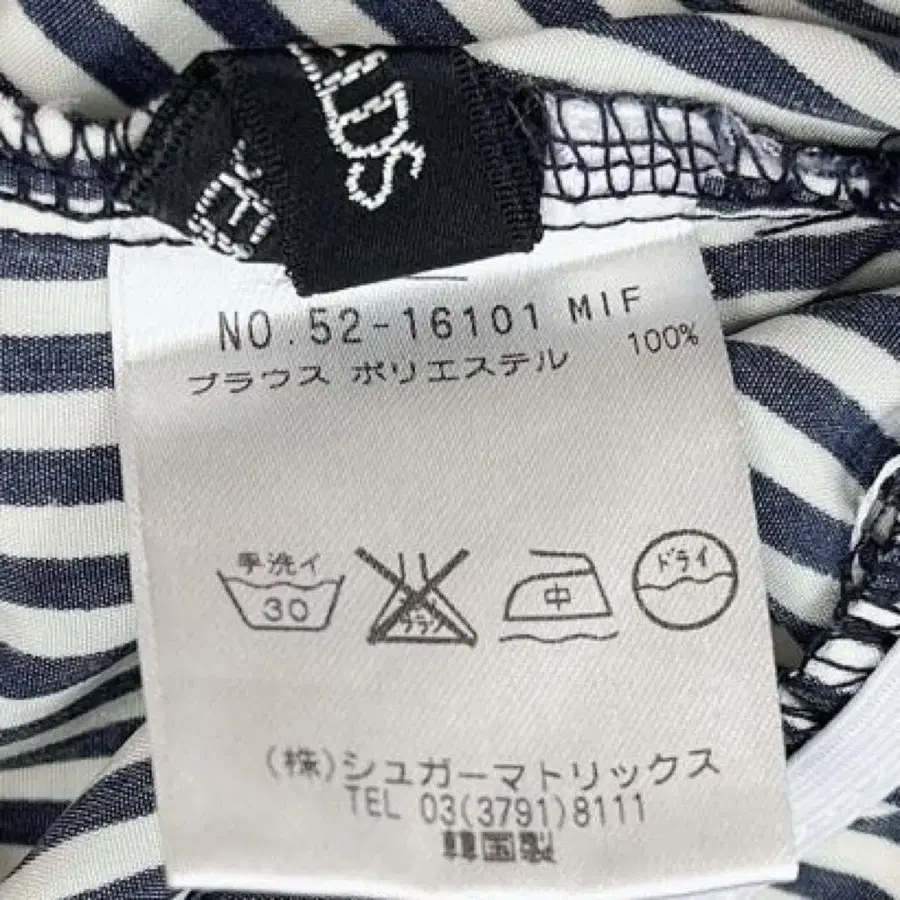 NO.52-16101 MIF
ブラウス ポリエステル 100%
手洗イ
30
中
ドライ
(株)シュガーマトリックス
TEL 03(3791)8111
韓国製